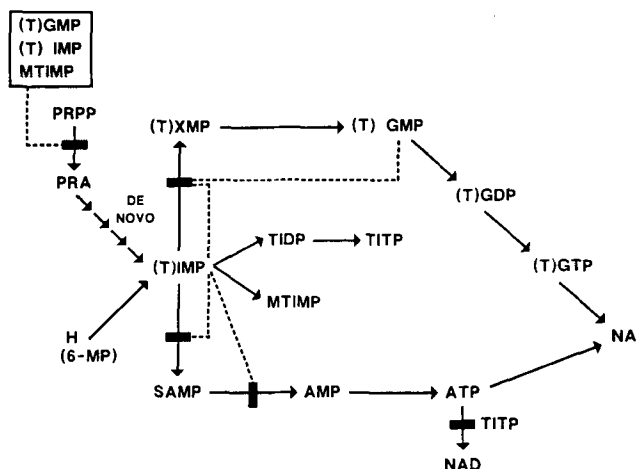 (T)GMP
(T) IMP
MTIMP
PRPP
(T)XMP
(T) GMP
PRA
DE
NOVO
(T)GDP
TIDP
TITP
(T)IMP
(T)GTP
MTIMP
H
(6-MP)
NA
SAMP
AMP
ATP
TITP
NAD